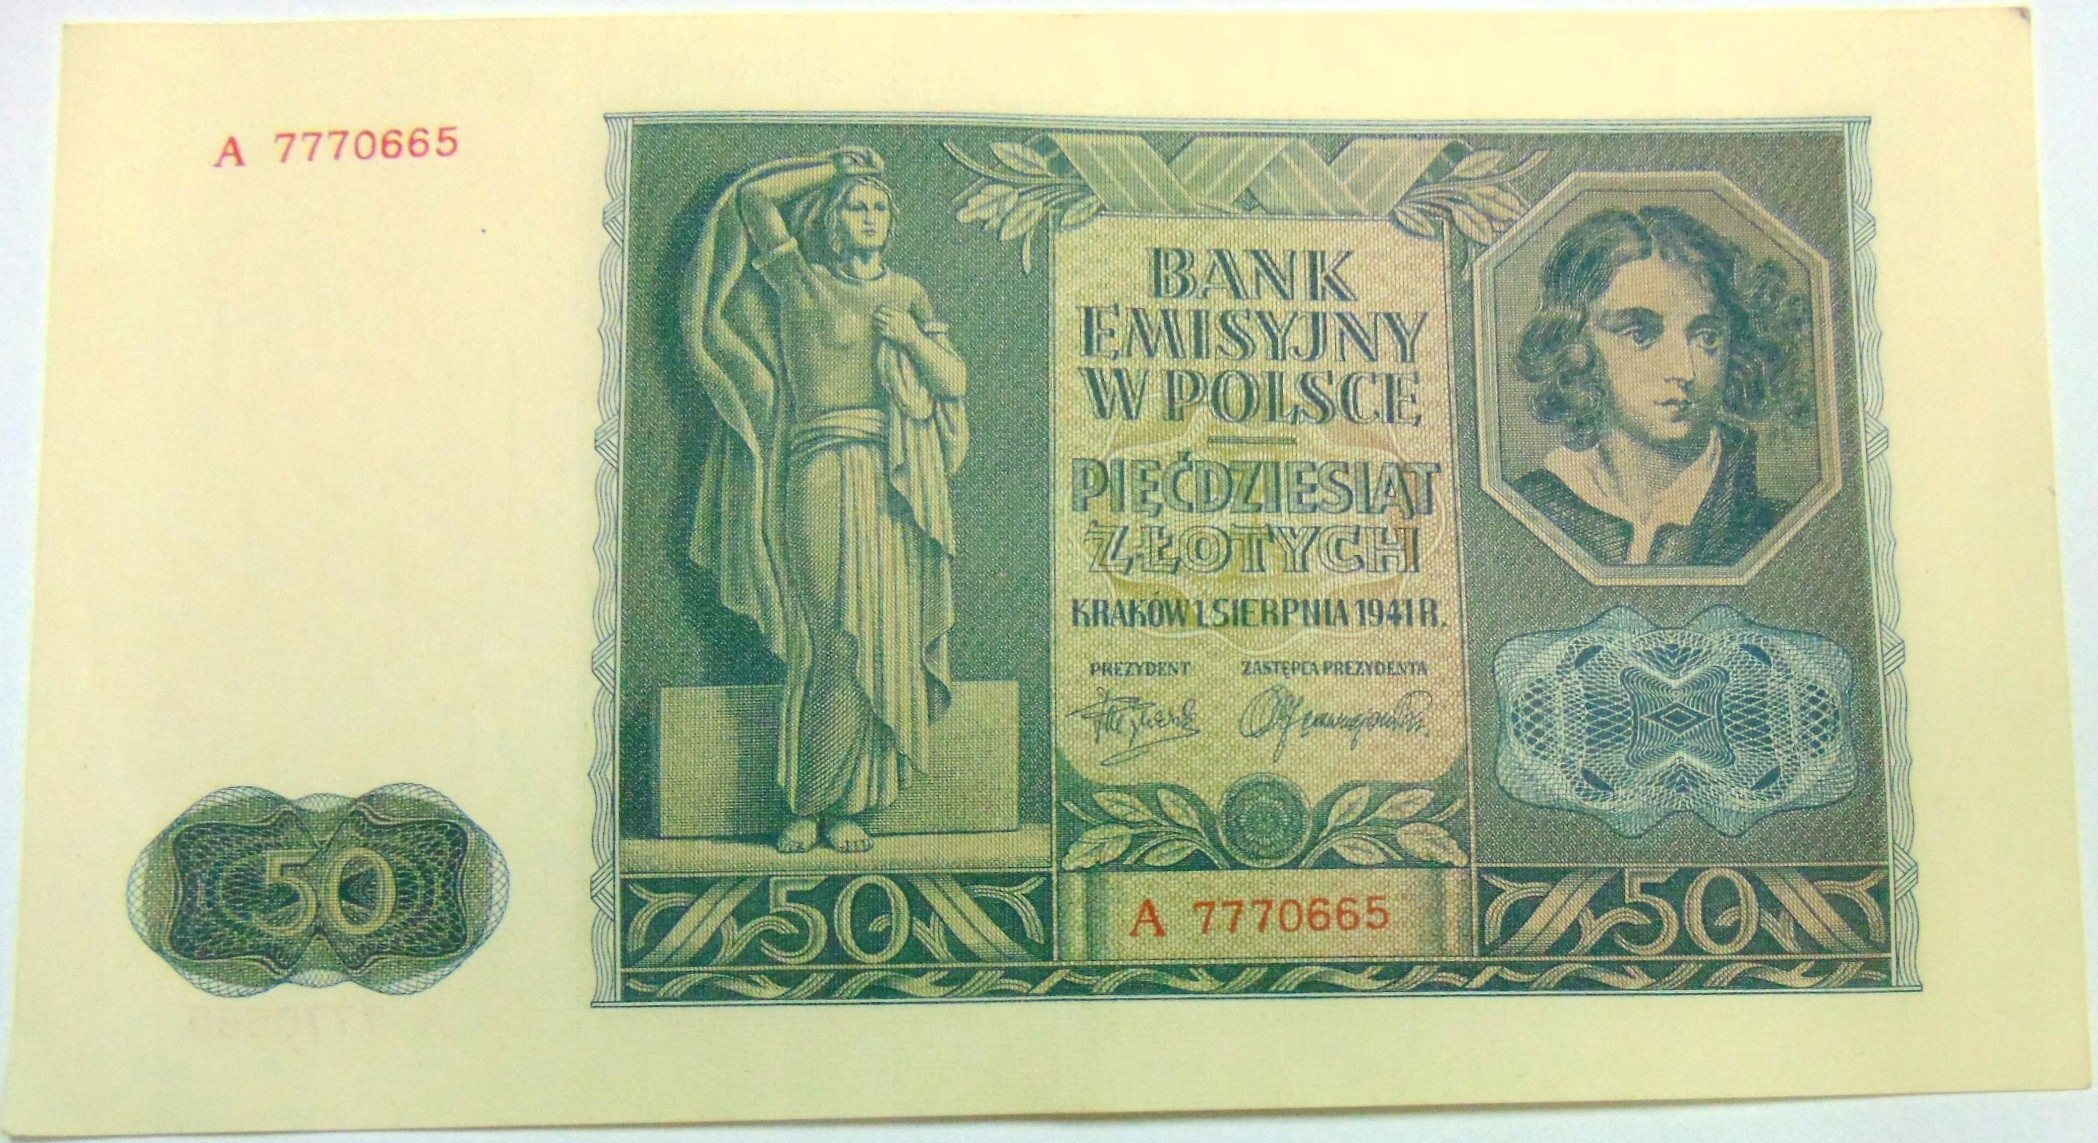 A 7770665
BANK
EMISYJNY
W POLSCE
PIĘĆDZIESIĄT
ZŁOTYCH
KRAKÓW 1. SIERPNIA 1941 R.
PREZYDENT ZASTĘPCA PREZYDENTA
50
50
A 7770665
50